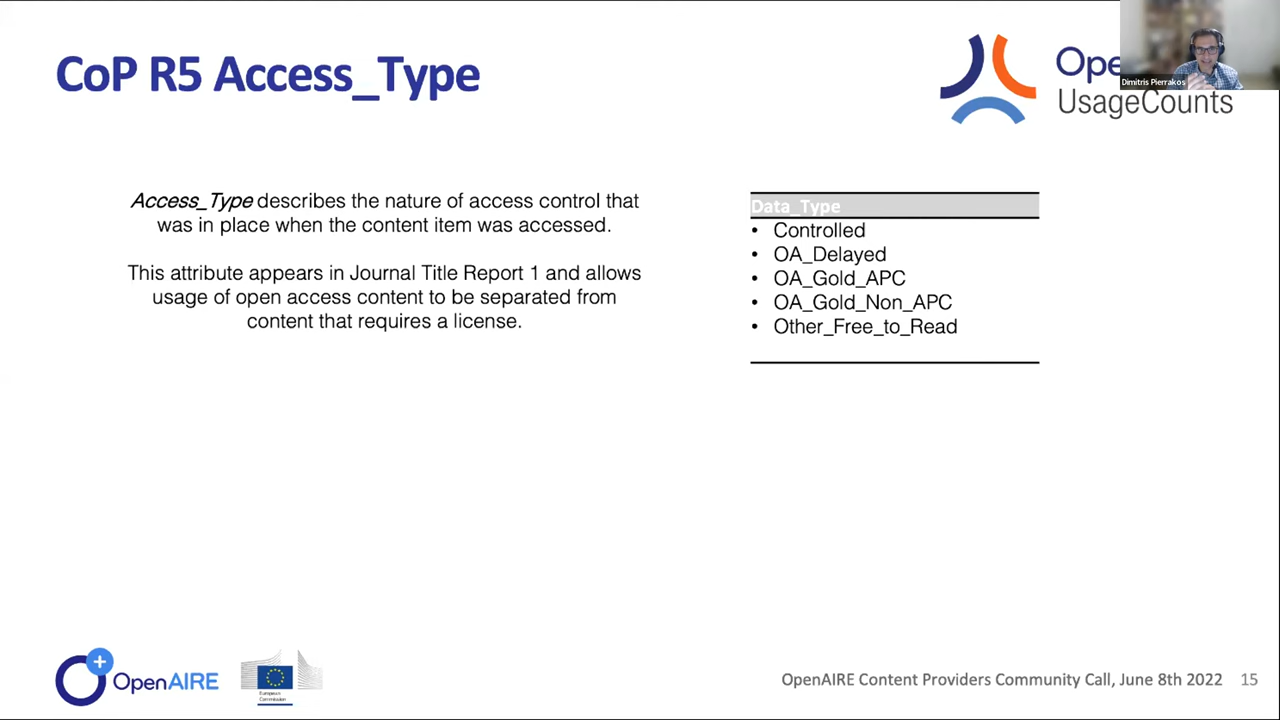 CoP R5 Access_Type
Ope
UsageCounts
Dimitris Pierrakos
Access_Type describes the nature of access control that
was in place when the content item was accessed.
This attribute appears in Journal Title Report 1 and allows
usage of open access content to be separated from
content that requires a license.
Data_Type
• Controlled
• OA_Delayed
• OA_Gold_APC
• OA_Gold_Non_APC
• Other_Free_to_Read
OpenAIRE
European
Commission
OpenAIRE Content Providers Community Call, June 8th 2022 15